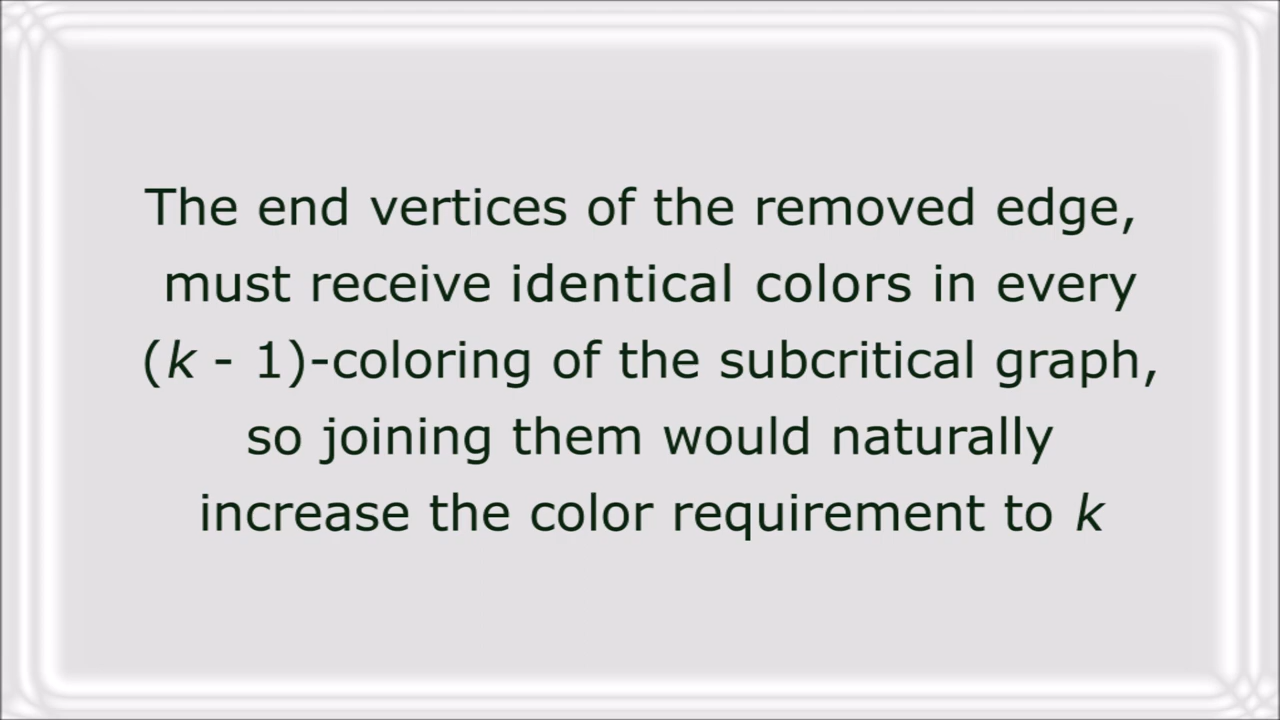 The end vertices of the removed edge,
must receive identical colors in every
(k - 1)-coloring of the subcritical graph,
so joining them would naturally
increase the color requirement to k